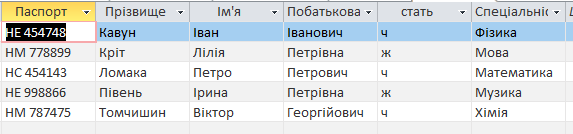 Паспорт Прізвище Ім'я Побатькова стать Спеціальніс
НЕ 454748 Кавун Іван Іванович ч Фізика
НМ 778899 Кріт Лілія Петрівна ж Мова
НС 454143 Ломака Петро Петрович ч Математика
НЕ 998866 Півень Ірина Петрівна ж Музика
НМ 787475 Томчишин Віктор Георгійович ч Хімія